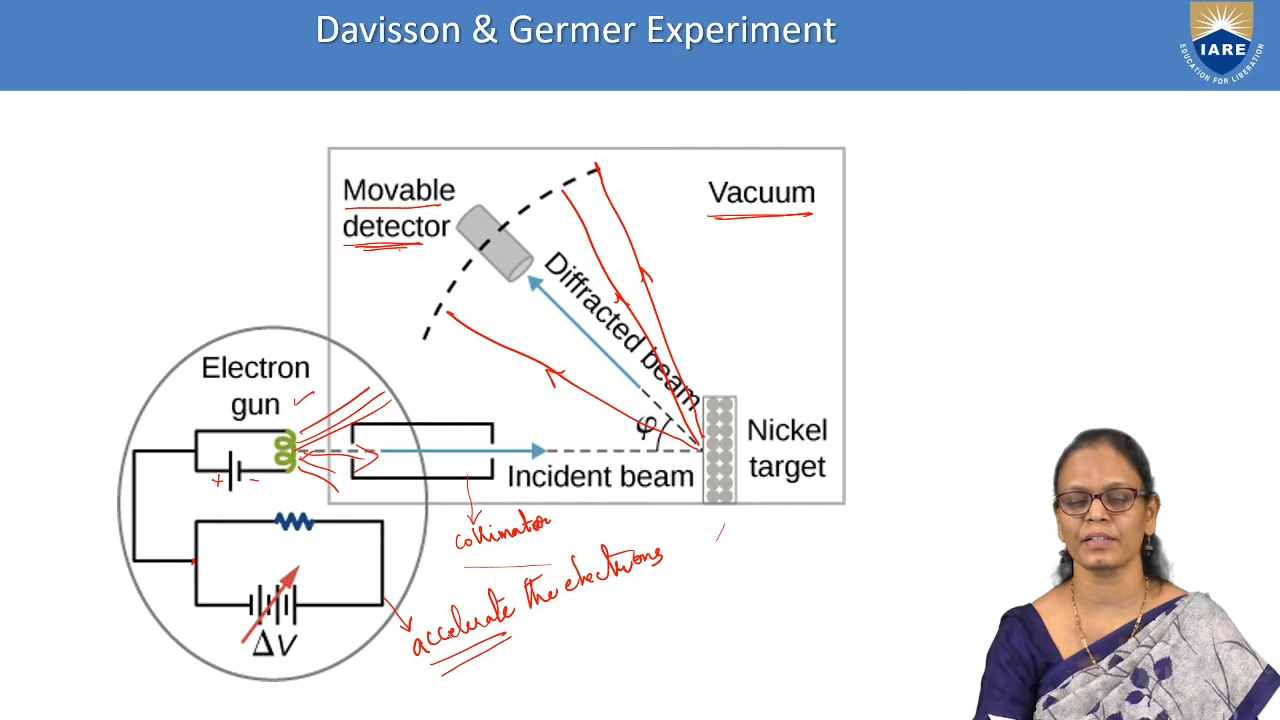 Davisson & Germer Experiment
IARE
EDUCATION FOR LIBERATION
Movable
detector
Vacuum
Diffracted beam
Electron
gun
φ
Nickel
target
Incident beam
+ -
collimator
accelerate the electrons
ΔV